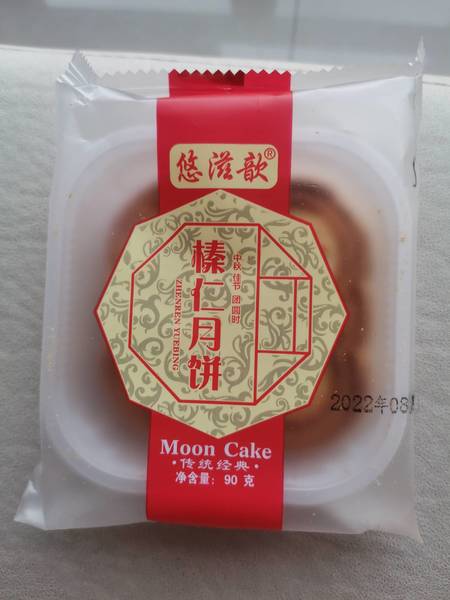 悠滋歆®
榛仁月饼
ZHENREN YUEBING
中秋佳节 团圆时
2022年08
Moon Cake
·传统经典·
净含量：90 克